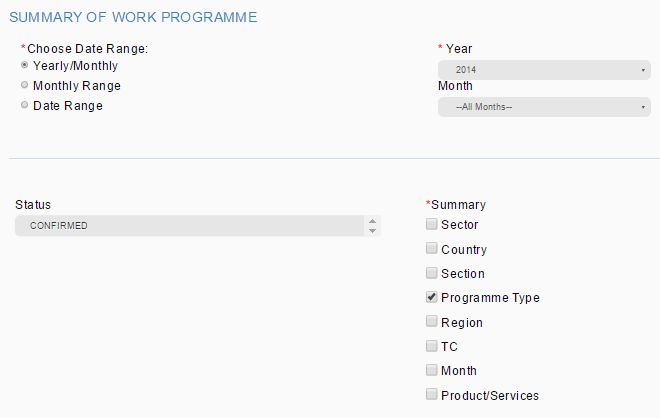 SUMMARY OF WORK PROGRAMME
*Choose Date Range:
Yearly/Monthly
Monthly Range
Date Range
* Year
2014
Month
--All Months--
Status
CONFIRMED
*Summary
Sector
Country
Section
Programme Type
Region
TC
Month
Product/Services